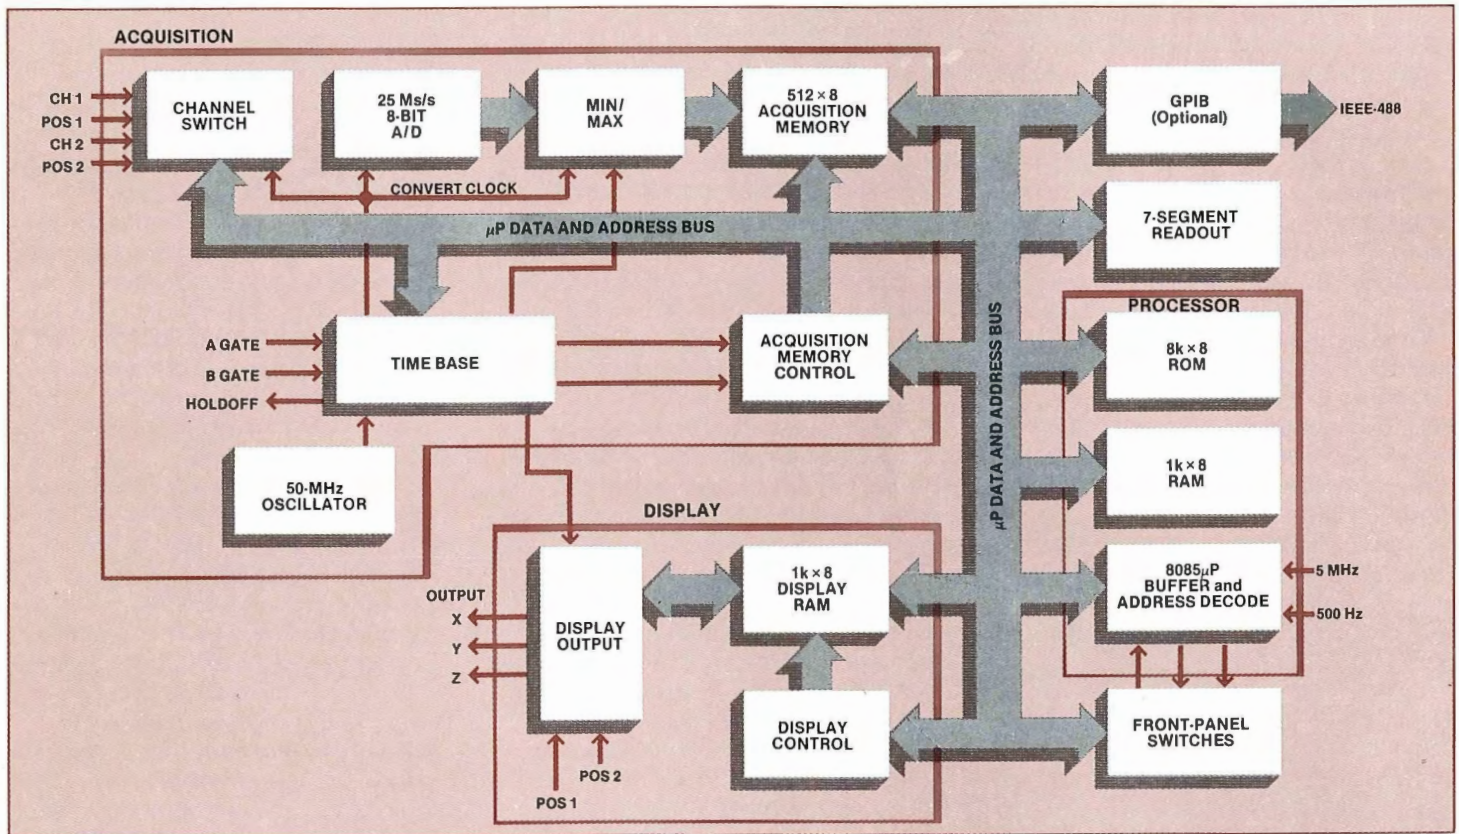 ACQUISITION
CH 1
POS 1
CH 2
POS 2
CHANNEL
SWITCH
25 Ms/s
8-BIT
A/D
MIN/
MAX
512 × 8
ACQUISITION
MEMORY
GPIB
(Optional)
IEEE-488
CONVERT CLOCK
μP DATA AND ADDRESS BUS
7-SEGMENT
READOUT
A GATE
B GATE
HOLDOFF
TIME BASE
ACQUISITION
MEMORY
CONTROL
μP DATA AND ADDRESS BUS
PROCESSOR
8k × 8
ROM
50-MHz
OSCILLATOR
1k × 8
RAM
DISPLAY
OUTPUT
X
Y
Z
DISPLAY
OUTPUT
1k × 8
DISPLAY
RAM
8085μP
BUFFER and
ADDRESS DECODE
5 MHz
500 Hz
DISPLAY
CONTROL
FRONT-PANEL
SWITCHES
POS 1
POS 2